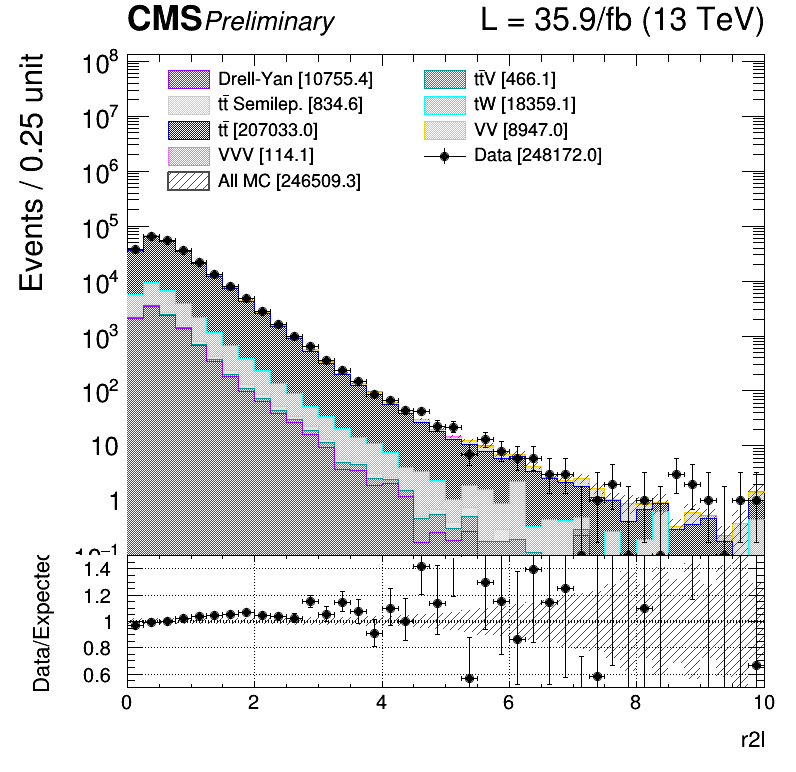 CMS Preliminary L = 35.9/fb (13 TeV)
Events / 0.25 unit
10⁸
10⁷
10⁶
10⁵
10⁴
10³
10²
10
1
10⁻¹
Drell-Yan [10755.4]
tt̄ Semilep. [834.6]
tt̄ [207033.0]
VVV [114.1]
All MC [246509.3]
tt̄V [466.1]
tW [18359.1]
VV [8947.0]
Data [248172.0]
Data/Expected
1.4
1.2
1
0.8
0.6
0 2 4 6 8 10
r2l